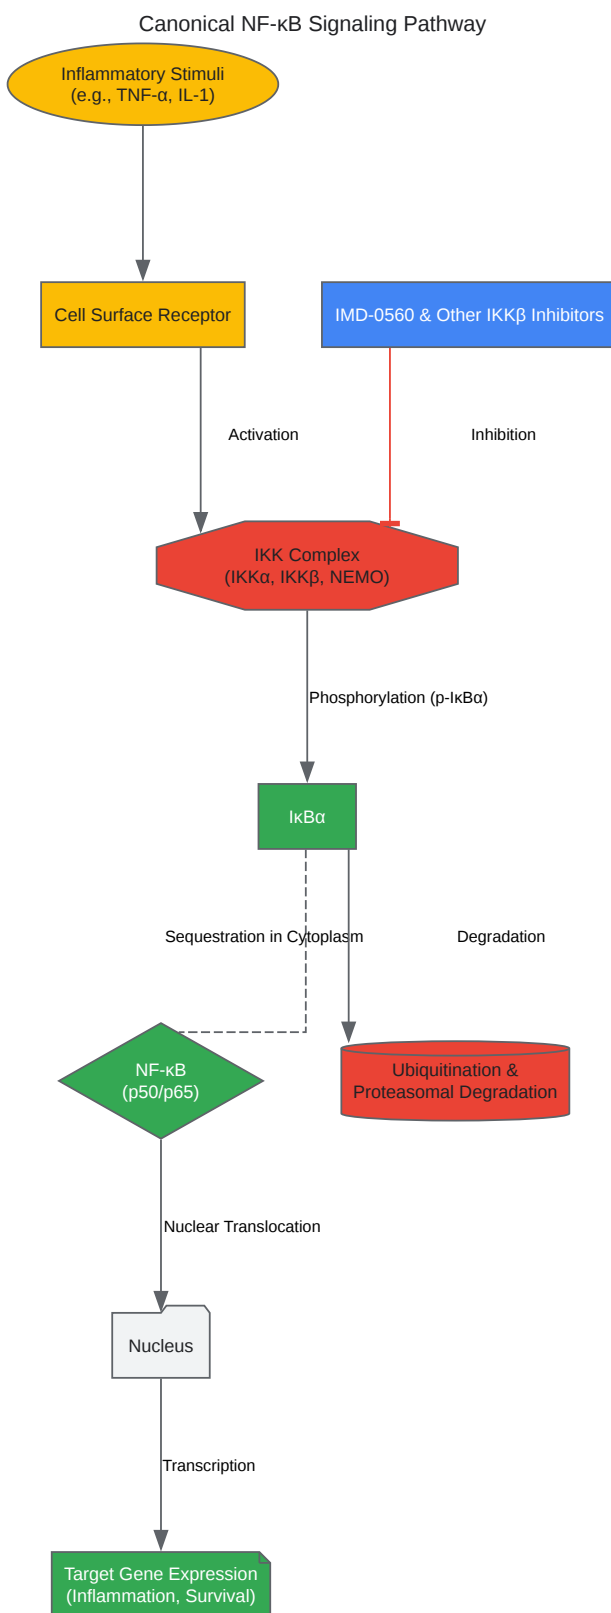 Canonical NF-κB Signaling Pathway
Inflammatory Stimuli
(e.g., TNF-α, IL-1)
Cell Surface Receptor
IMD-0560 & Other IKKβ Inhibitors
Activation
Inhibition
IKK Complex
(IKKα, IKKβ, NEMO)
Phosphorylation (p-IκBα)
IκBα
Sequestration in Cytoplasm
Degradation
NF-κB
(p50/p65)
Ubiquitination &
Proteasomal Degradation
Nuclear Translocation
Nucleus
Transcription
Target Gene Expression
(Inflammation, Survival)